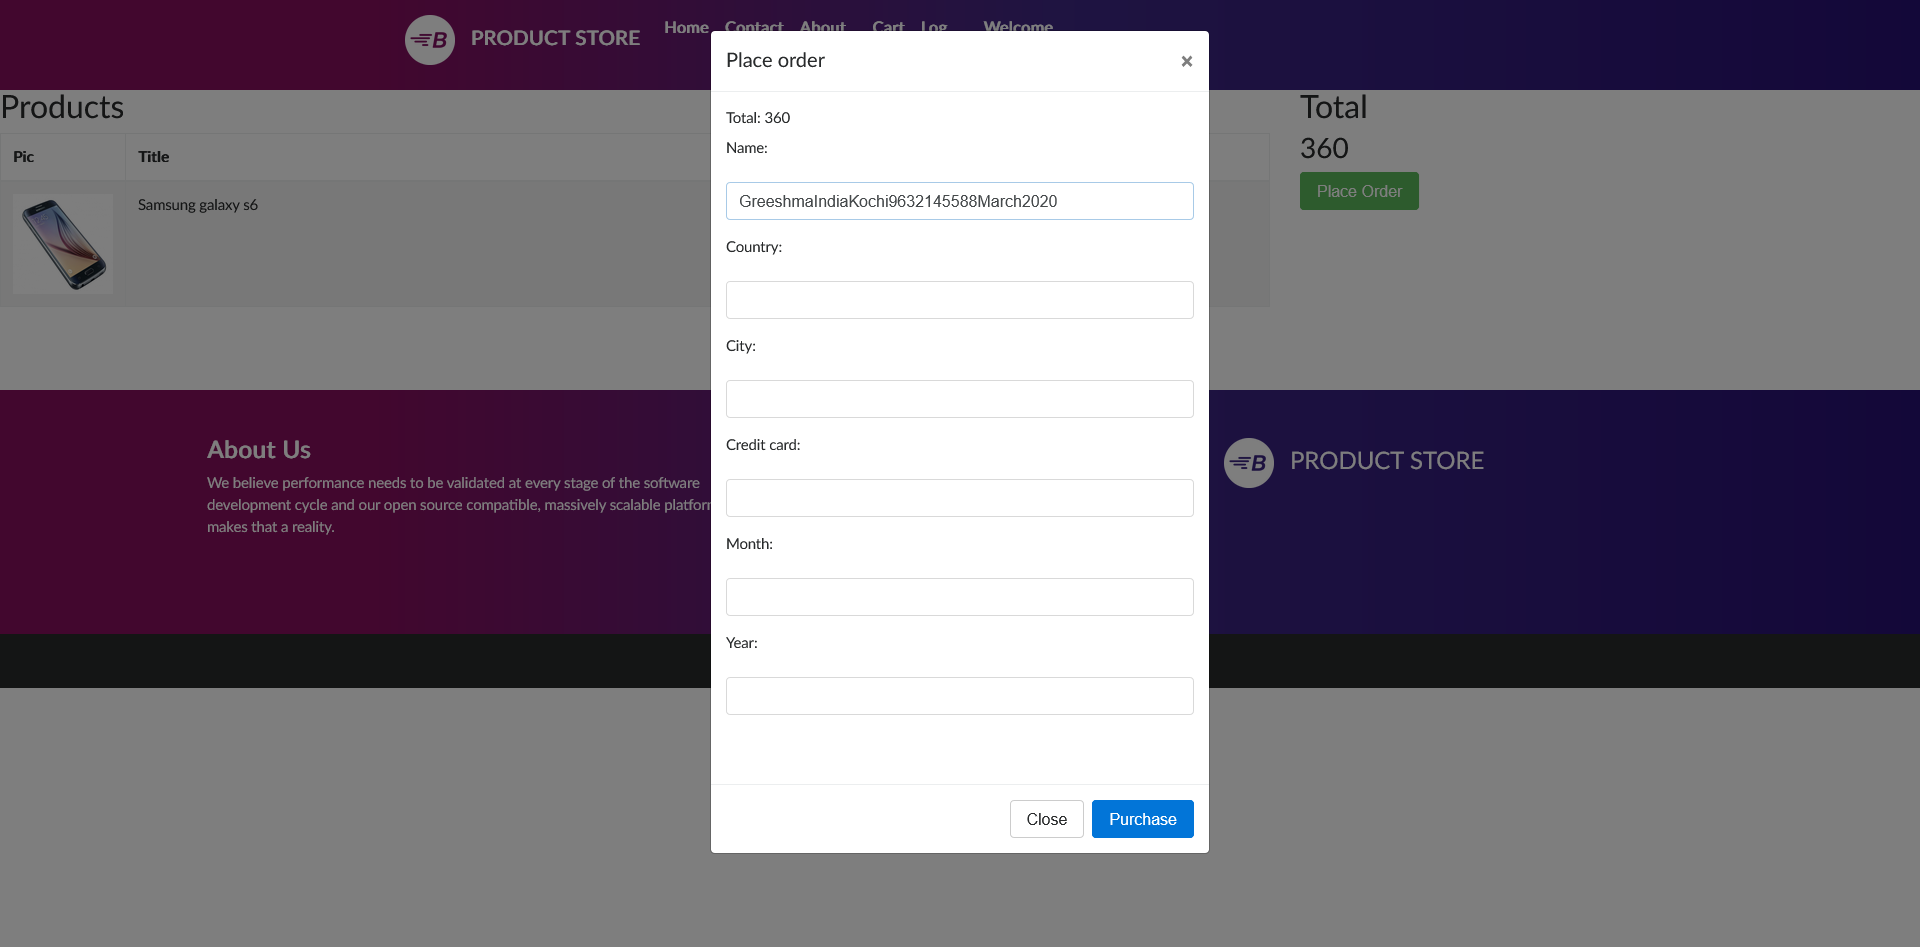 B PRODUCT STORE Home Contact About Cart Log Welcome
Place order ×
Products
Total
360
Place Order
Pic Title
Samsung galaxy s6
Total: 360
Name:
GreeshmaIndiaKochi9632145588March2020
Country:
City:
Credit card:
Month:
Year:
Close Purchase
About Us
We believe performance needs to be validated at every stage of the software
development cycle and our open source compatible, massively scalable
makes that a reality.
B PRODUCT STORE